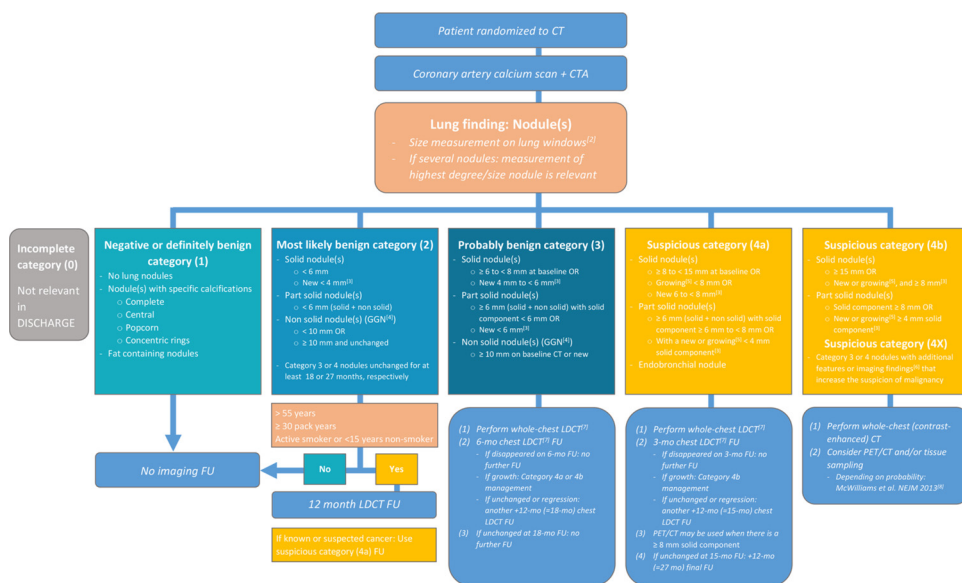 Patient randomized to CT
Coronary artery calcium scan + CTA
Lung finding: Nodule(s)
- Size measurement on lung windows[2]
- If several nodules: measurement of
highest degree/size nodule is relevant
Incomplete
category (0)
Not relevant
in
DISCHARGE
Negative or definitely benign
category (1)
- No lung nodules
- Nodule(s) with specific calcifications
○ Complete
○ Central
○ Popcorn
○ Concentric rings
- Fat containing nodules
Most likely benign category (2)
- Solid nodule(s)
○ < 6 mm
○ New < 4 mm[3]
- Part solid nodule(s)
○ < 6 mm (solid + non solid)
- Non solid nodule(s) (GGN[4])
○ < 10 mm OR
○ ≥ 10 mm and unchanged
- Category 3 or 4 nodules unchanged for at
least 18 or 27 months, respectively
Probably benign category (3)
- Solid nodule(s)
○ ≥ 6 to < 8 mm at baseline OR
○ New 4 mm to < 6 mm[3]
- Part solid nodule(s)
○ ≥ 6 mm (solid + non solid) with solid
component < 6 mm OR
○ New < 6 mm[3]
- Non solid nodule(s) (GGN[4])
○ ≥ 10 mm on baseline CT or new
Suspicious category (4a)
- Solid nodule(s)
○ ≥ 8 to < 15 mm at baseline OR
○ Growing[5] < 8 mm OR
○ New 6 to < 8 mm[3]
- Part solid nodule(s)
○ ≥ 6 mm (solid + non solid) with solid
component ≥ 6 mm to < 8 mm OR
○ With a new or growing[5] < 4 mm
solid component[3]
- Endobronchial nodule
Suspicious category (4b)
- Solid nodule(s)
○ ≥ 15 mm OR
○ New or growing[5], and ≥ 8 mm[3]
- Part solid nodule(s)
○ Solid component ≥ 8 mm OR
○ New or growing[5] ≥ 4 mm solid
component[3]
Suspicious category (4X)
- Category 3 or 4 nodules with additional
features or imaging findings[6] that
increase the suspicion of malignancy
> 55 years
≥ 30 pack years
Active smoker or <15 years non-smoker
No imaging FU
No
Yes
12 month LDCT FU
If known or suspected cancer: Use
suspicious category (4a) FU
(1) Perform whole-chest LDCT[7]
(2) 6-mo chest LDCT[7] FU
- If disappeared on 6-mo FU: no
further FU
- If growth: Category 4a or 4b
management
- If unchanged or regression:
another +12-mo (=18-mo) chest
LDCT FU
(3) If unchanged at 18-mo FU: no
further FU
(1) Perform whole-chest LDCT[7]
(2) 3-mo chest LDCT[7] FU
- If disappeared on 3-mo FU: no
further FU
- If growth: Category 4b
management
- If unchanged or regression:
another +12-mo (=15-mo) chest
LDCT FU
(3) PET/CT may be used when there is a
≥ 8 mm solid component
(4) If unchanged at 15-mo FU: +12-mo
(=27 mo) final FU
(1) Perform whole-chest (contrast-
enhanced) CT
(2) Consider PET/CT and/or tissue
sampling
- Depending on probability:
McWilliams et al. NEJM 2013[8]